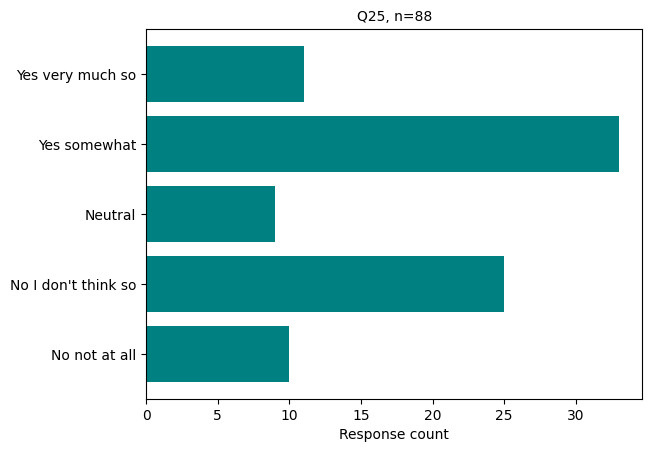 Q25, n=88
Yes very much so
Yes somewhat
Neutral
No I don't think so
No not at all
0 5 10 15 20 25 30
Response count